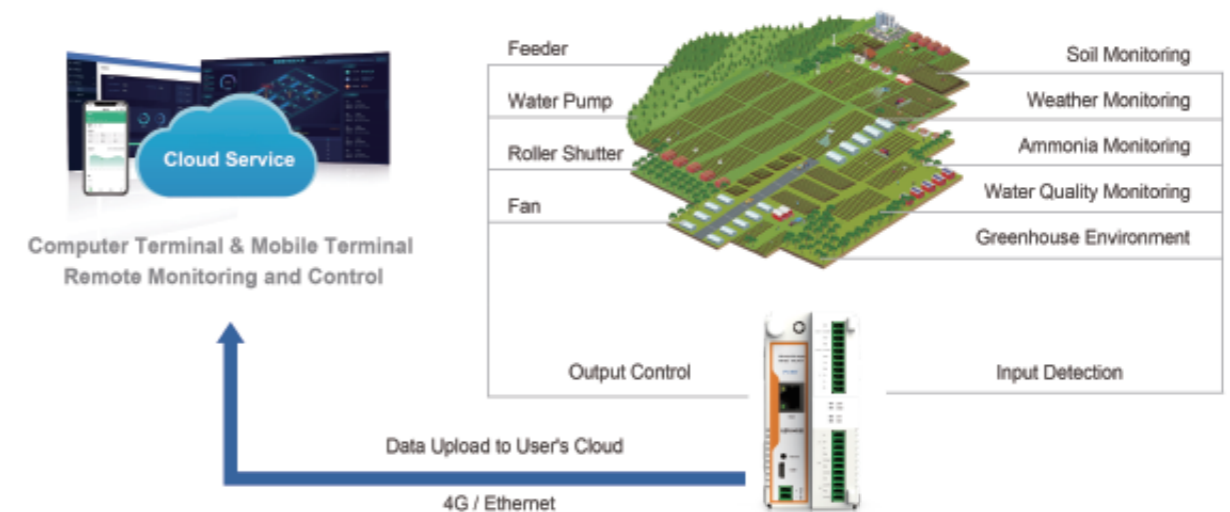 Feeder
Water Pump
Roller Shutter
Fan
Soil Monitoring
Weather Monitoring
Ammonia Monitoring
Water Quality Monitoring
Greenhouse Environment
Cloud Service
Computer Terminal & Mobile Terminal
Remote Monitoring and Control
Output Control
Input Detection
Data Upload to User's Cloud
4G / Ethernet